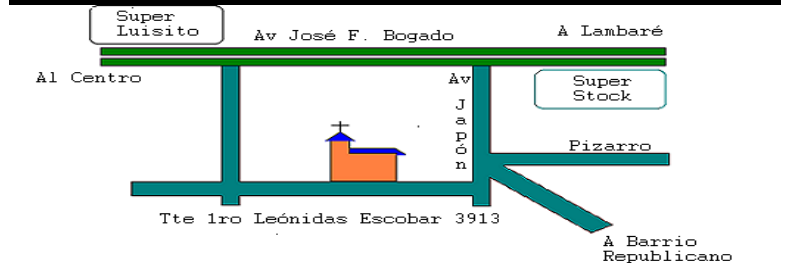 Super
Luisito
Av José F. Bogado
A Lambaré
Al Centro
Av
Japón
Super
Stock
Pizarro
Tte 1ro Leónidas Escobar 3913
A Barrio
Republicano